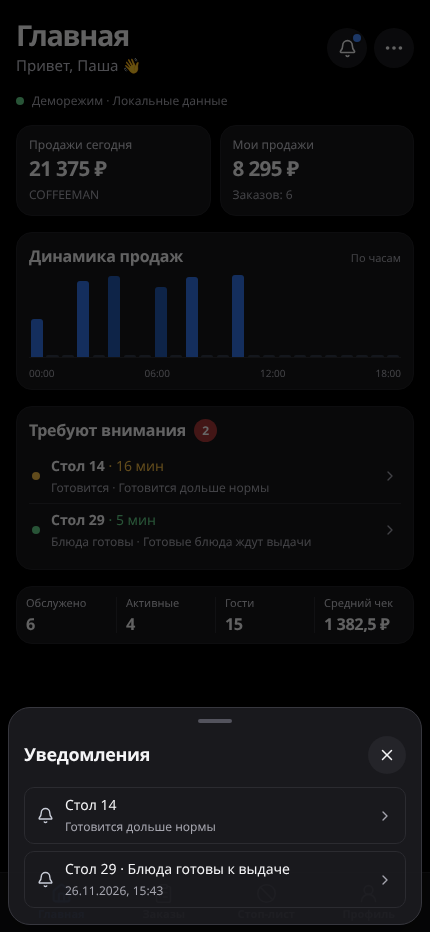 Главная
Привет, Паша 👋
Деморежим · Локальные данные
Продажи сегодня
21 375 ₽
COFFEEMAN
Мои продажи
8 295 ₽
Заказов: 6
Динамика продаж
По часам
00:00 06:00 12:00 18:00
Требуют внимания 2
Стол 14 · 16 мин
Готовится · Готовится дольше нормы
Стол 29 · 5 мин
Блюда готовы · Готовые блюда ждут выдачи
Обслужено Активные Гости Средний чек
6 4 15 1 382,5 ₽
Уведомления
Стол 14
Готовится дольше нормы
Стол 29 · Блюда готовы к выдаче
26.11.2026, 15:43